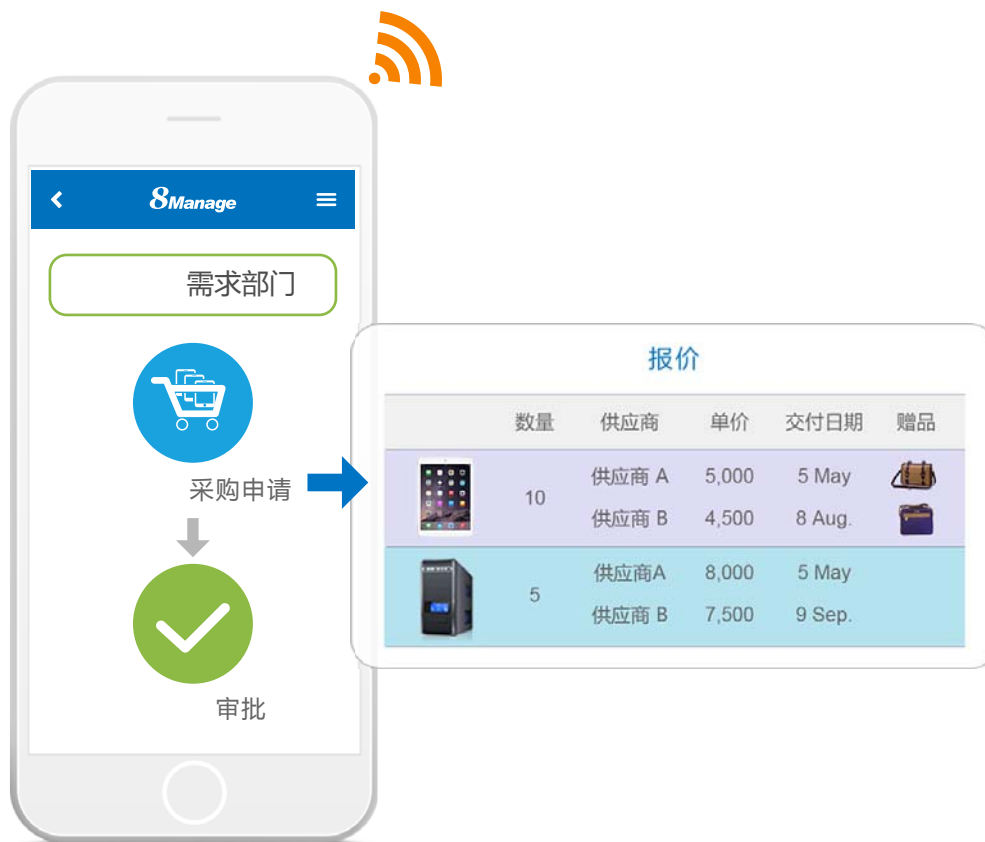 8Manage
需求部门
采购申请
审批
报价
数量 供应商 单价 交付日期 赠品
10
供应商 A 5,000 5 May
供应商 B 4,500 8 Aug.
5
供应商A 8,000 5 May
供应商 B 7,500 9 Sep.